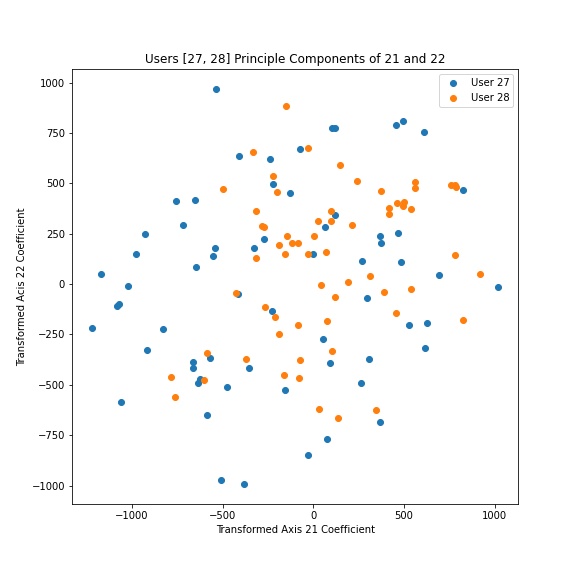 Users [27, 28] Principle Components of 21 and 22
User 27
User 28
1000
750
500
250
0
−250
−500
−750
−1000
Transformed Acis 22 Coefficient
−1000
−500
0
500
1000
Transformed Axis 21 Coefficient